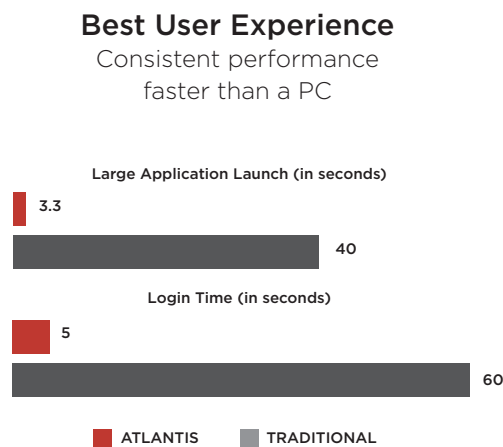 Best User Experience
Consistent performance
faster than a PC
Large Application Launch (in seconds)
3.3
40
Login Time (in seconds)
5
60
ATLANTIS TRADITIONAL